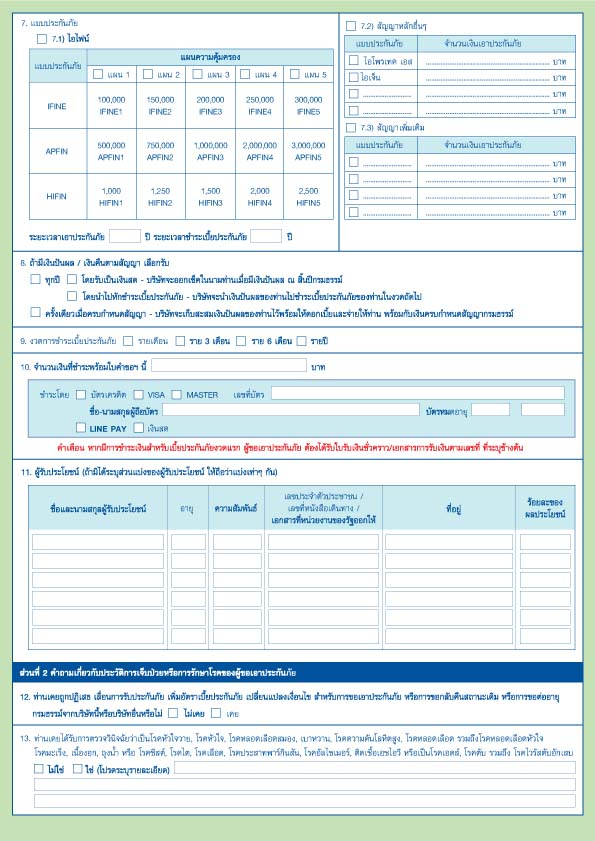 7. แบบประกันภัย
7.1) ไอไฟน์
แบบประกันภัย
แผนความคุ้มครอง
แผน 1 แผน 2 แผน 3 แผน 4 แผน 5
IFINE
100,000 150,000 200,000 250,000 300,000
IFINE1 IFINE2 IFINE3 IFINE4 IFINE5
APFIN
500,000 750,000 1,000,000 2,000,000 3,000,000
APFIN1 APFIN2 APFIN3 APFIN4 APFIN5
HIFIN
1,000 1,250 1,500 2,000 2,500
HIFIN1 HIFIN2 HIFIN3 HIFIN4 HIFIN5
ระยะเวลาเอาประกันภัย ปี ระยะเวลาชำระเบี้ยประกันภัย ปี
7.2) สัญญาหลักอื่นๆ
แบบประกันภัย จำนวนเงินเอาประกันภัย
โอโพรเทค เอส บาท
ไอเจ็น บาท
บาท
บาท
7.3) สัญญาเพิ่มเติม
แบบประกันภัย จำนวนเงินเอาประกันภัย
บาท
บาท
บาท
บาท
8. ถ้ามีเงินปันผล / เงินคืนตามสัญญา เลือกรับ
ทุกปี โดยรับเป็นเงินสด - บริษัทจะออกเช็คในนามท่านเมื่อมีเงินปันผล ณ สิ้นปีกรมธรรม์
โดยนำไปหักชำระเบี้ยประกันภัย - บริษัทจะนำเงินปันผลของท่านไปชำระเบี้ยประกันภัยของท่านในงวดถัดไป
ครั้งเดียวเมื่อครบกำหนดสัญญา - บริษัทจะเก็บสะสมเงินปันผลของท่านไว้พร้อมให้ดอกเบี้ยและจ่ายให้ท่าน พร้อมกับเงินครบกำหนดสัญญากรมธรรม์
9. งวดการชำระเบี้ยประกันภัย รายเดือน ราย 3 เดือน ราย 6 เดือน รายปี
10. จำนวนเงินที่ชำระพร้อมใบคำขอฯ นี้ บาท
ชำระโดย บัตรเครดิต VISA MASTER เลขที่บัตร
ชื่อ-นามสกุลผู้ถือบัตร บัตรหมดอายุ
LINE PAY เงินสด
คำเตือน หากมีการชำระเงินสำหรับเบี้ยประกันภัยงวดแรก ผู้ขอเอาประกันภัย ต้องได้รับใบรับเงินชั่วคราว/เอกสารการรับเงินตามเลขที่ ที่ระบุข้างต้น
11. ผู้รับประโยชน์ (ถ้ามิได้ระบุส่วนแบ่งของผู้รับประโยชน์ ให้ถือว่าแบ่งเท่าๆ กัน)
ชื่อและนามสกุลผู้รับประโยชน์
อายุ
ความสัมพันธ์
เลขประจำตัวประชาชน /
เลขที่หนังสือเดินทาง /
เอกสารที่หน่วยงานของรัฐออกให้
ที่อยู่
ร้อยละของ
ผลประโยชน์
ส่วนที่ 2 คำถามเกี่ยวกับประวัติการเจ็บป่วยหรือการรักษาโรคของผู้ขอเอาประกันภัย
12. ท่านเคยถูกปฏิเสธ เลื่อนการรับประกันภัย เพิ่มอัตราเบี้ยประกันภัย เปลี่ยนแปลงเงื่อนไข สำหรับการขอเอาประกันภัย หรือการขอกลับคืนสถานะเดิม หรือการขอต่ออายุ
กรมธรรม์จากบริษัทนี้หรือบริษัทอื่นหรือไม่ ไม่เคย เคย
13. ท่านเคยได้รับการตรวจวินิจฉัยว่าเป็นโรคหัวใจวาย, โรคหัวใจ, โรคหลอดเลือดสมอง, เบาหวาน, โรคความดันโลหิตสูง, โรคหลอดเลือด รวมถึงโรคหลอดเลือดหัวใจ
โรคมะเร็ง, เนื้องอก, ถุงน้ำ หรือ โรคซีสต์, โรคไต, โรคเลือด, โรคประสาทพาร์กินสัน, โรคอัลไซเมอร์, ติดเชื้อเอชไอวี หรือเป็นโรคเอดส์, โรคตับ รวมถึง โรคไวรัสตับอักเสบ
ไม่ใช่ ใช่ (โปรดระบุรายละเอียด)